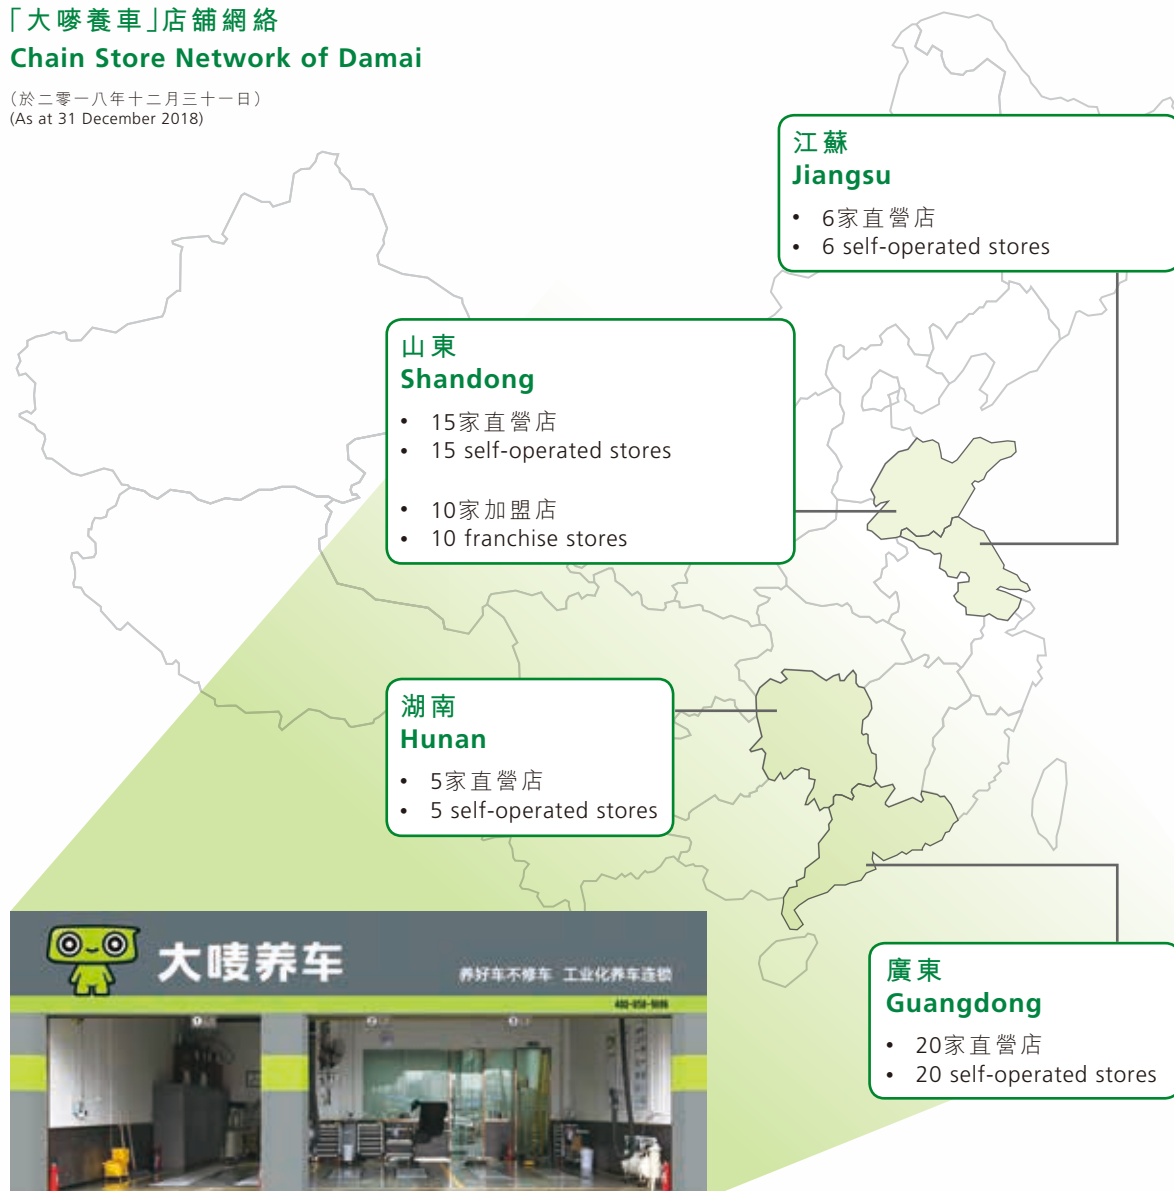 「大嘜養車」店舖網絡
Chain Store Network of Damai
(於二零一八年十二月三十一日)
(As at 31 December 2018)
江蘇
Jiangsu
• 6家直營店
• 6 self-operated stores
山東
Shandong
• 15家直營店
• 15 self-operated stores
• 10家加盟店
• 10 franchise stores
湖南
Hunan
• 5家直營店
• 5 self-operated stores
廣東
Guangdong
• 20家直營店
• 20 self-operated stores
大唛养车
养好车不修车 工业化养车连锁
1
2
3